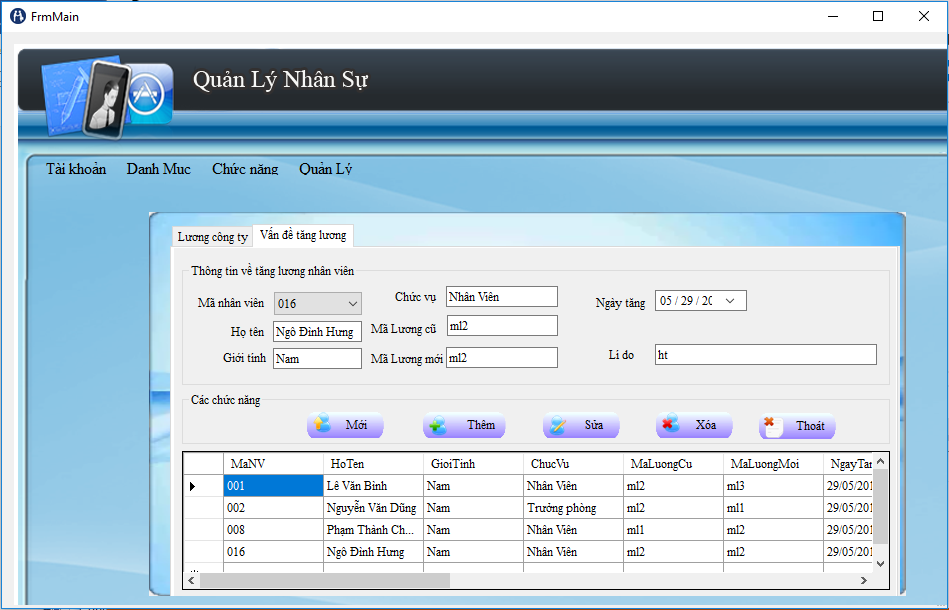 FrmMain
Quản Lý Nhân Sự
Tài khoản Danh Muc Chức năng Quản Lý
Lương công ty Vấn đề tăng lương
Thông tin về tăng lương nhân viên
Mã nhân viên 016 Chức vụ Nhân Viên Ngày tăng 05 / 29 / 20
Họ tên Ngô Đình Hưng Mã Lương cũ ml2
Giới tính Nam Mã Lương mới ml2 Lí do ht
Các chức năng
Mới Thêm Sửa Xóa Thoát
MaNV HoTen GioiTinh ChucVu MaLuongCu MaLuongMoi NgayTan
001 Lê Văn Bình Nam Nhân Viên ml2 ml3 29/05/201
002 Nguyễn Văn Dũng Nam Trưởng phòng ml2 ml1 29/05/201
008 Phạm Thành Ch... Nam Nhân Viên ml1 ml2 29/05/201
016 Ngô Đình Hưng Nam Nhân Viên ml2 ml2 29/05/201